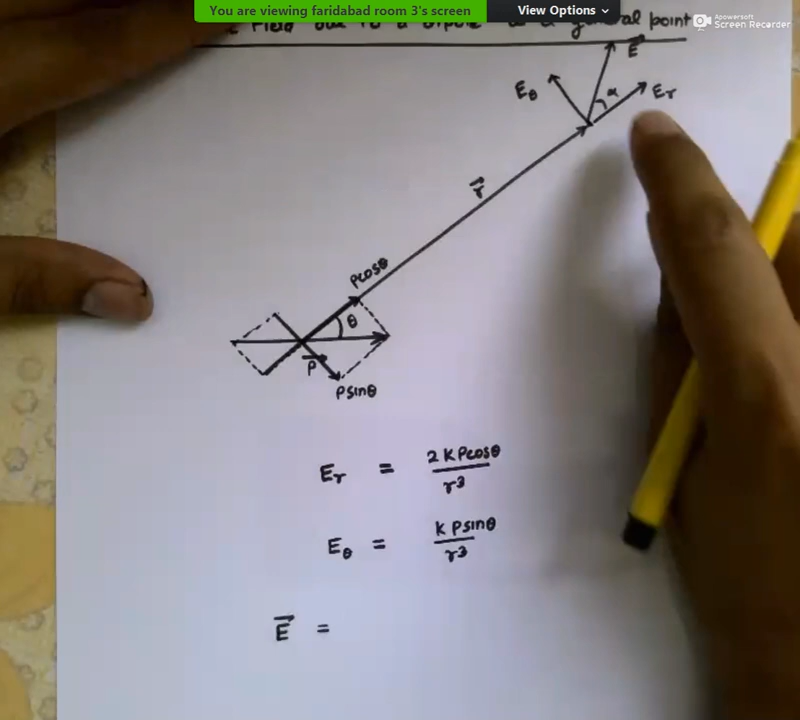 You are viewing faridabad room 3's screen
View Options
Apowersoft
Screen Recorder
Field due to a dipole at a general point
E
Eθ
α
Er
r
Pcosθ
θ
P
Psinθ
Er = 2KPcosθ
r³
Eθ = KPsinθ
r³
E =